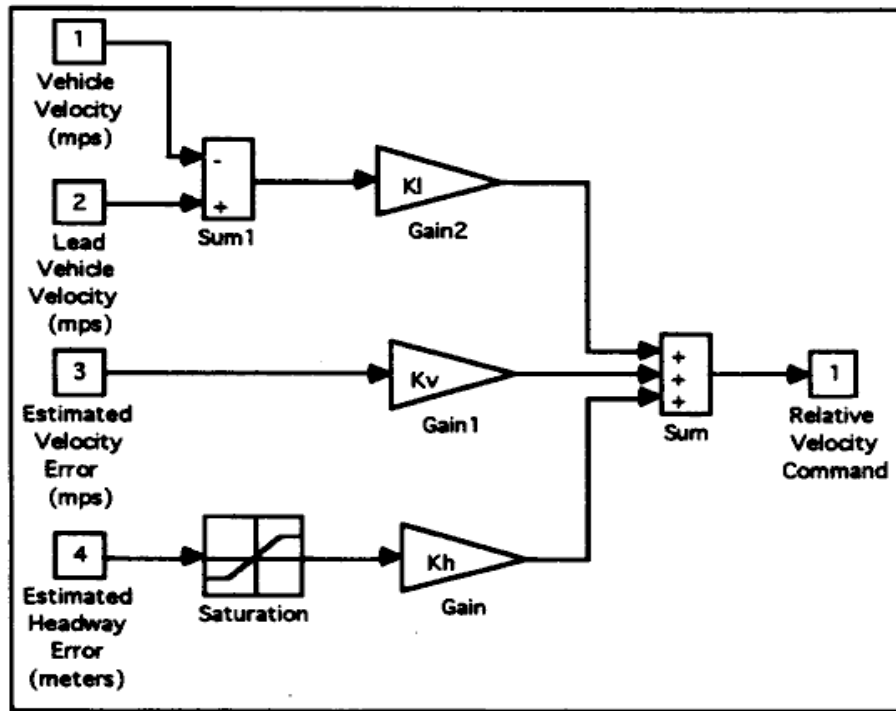 1
Vehicle
Velocity
(mps)
-
+
Sum1
Kl
Gain2
2
Lead
Vehicle
Velocity
(mps)
3
Estimated
Velocity
Error
(mps)
Kv
Gain1
+
+
+
Sum
1
Relative
Velocity
Command
4
Estimated
Headway
Error
(meters)
Saturation
Kh
Gain